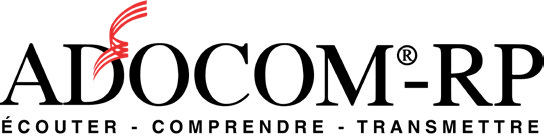 ADOCOM®-RP
ÉCOUTER - COMPRENDRE - TRANSMETTRE